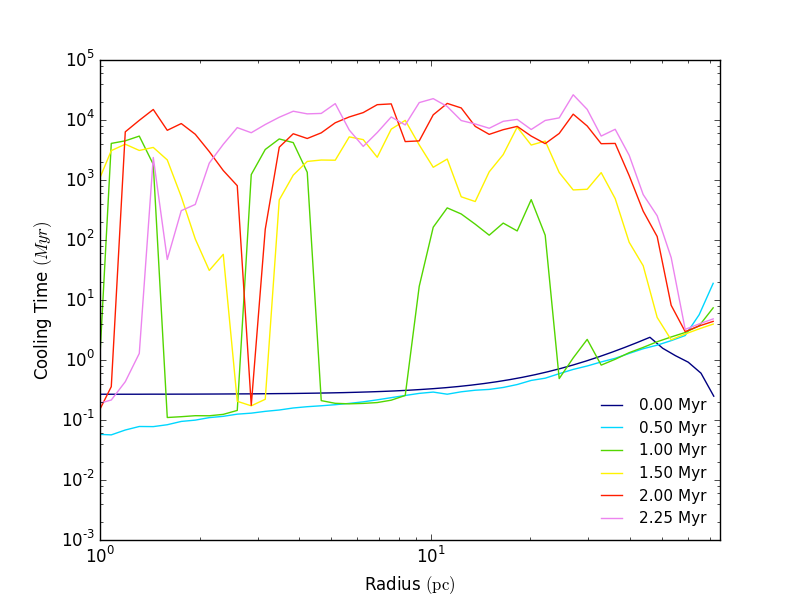 10^5
10^4
10^3
10^2
10^1
10^0
10^-1
10^-2
10^-3
Cooling Time (Myr)
10^0
10^1
Radius (pc)
0.00 Myr
0.50 Myr
1.00 Myr
1.50 Myr
2.00 Myr
2.25 Myr